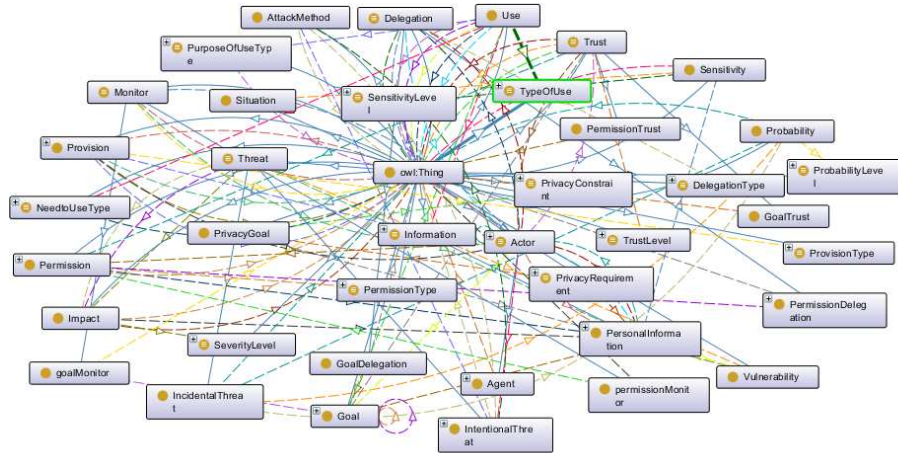 AttackMethod
Delegation
Use
Trust
PurposeOfUseTyp
e
Sensitivity
Monitor
Situation
SensitivityLeve
l
TypeOfUse
Provision
Threat
PermissionTrust
Probability
owl:Thing
ProbabilityLeve
l
PrivacyConstrai
nt
DelegationType
NeedtoUseType
GoalTrust
PrivacyGoal
Information
Actor
TrustLevel
ProvisionType
Permission
PermissionType
PrivacyRequirem
ent
PermissionDeleg
ation
Impact
PersonalInforma
tion
SeverityLevel
goalMonitor
GoalDelegation
Vulnerability
IncidentalThrea
t
Agent
permissionMonit
or
Goal
IntentionalThre
at